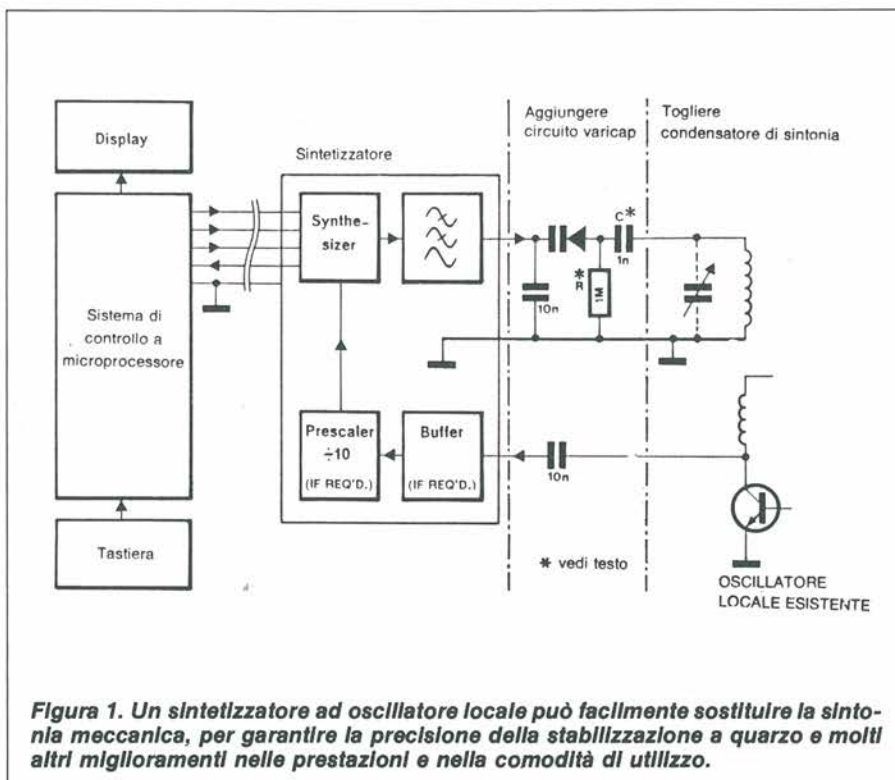 Display
Sistema di
controllo a
microprocessore
Tastiera
Sintetizzatore
Synthe-
sizer
Prescaler
÷10
(IF REQ'D.)
Buffer
(IF REQ'D.)
Aggiungere
circuito varicap
10n
* R
1M
C*
1n
10n
* vedi testo
Togliere
condensatore di sintonia
OSCILLATORE
LOCALE ESISTENTE
Figura 1. Un sintetizzatore ad oscillatore locale può facilmente sostituire la sinto-
nia meccanica, per garantire la precisione della stabilizzazione a quarzo e molti
altri miglioramenti nelle prestazioni e nella comodità di utilizzo.